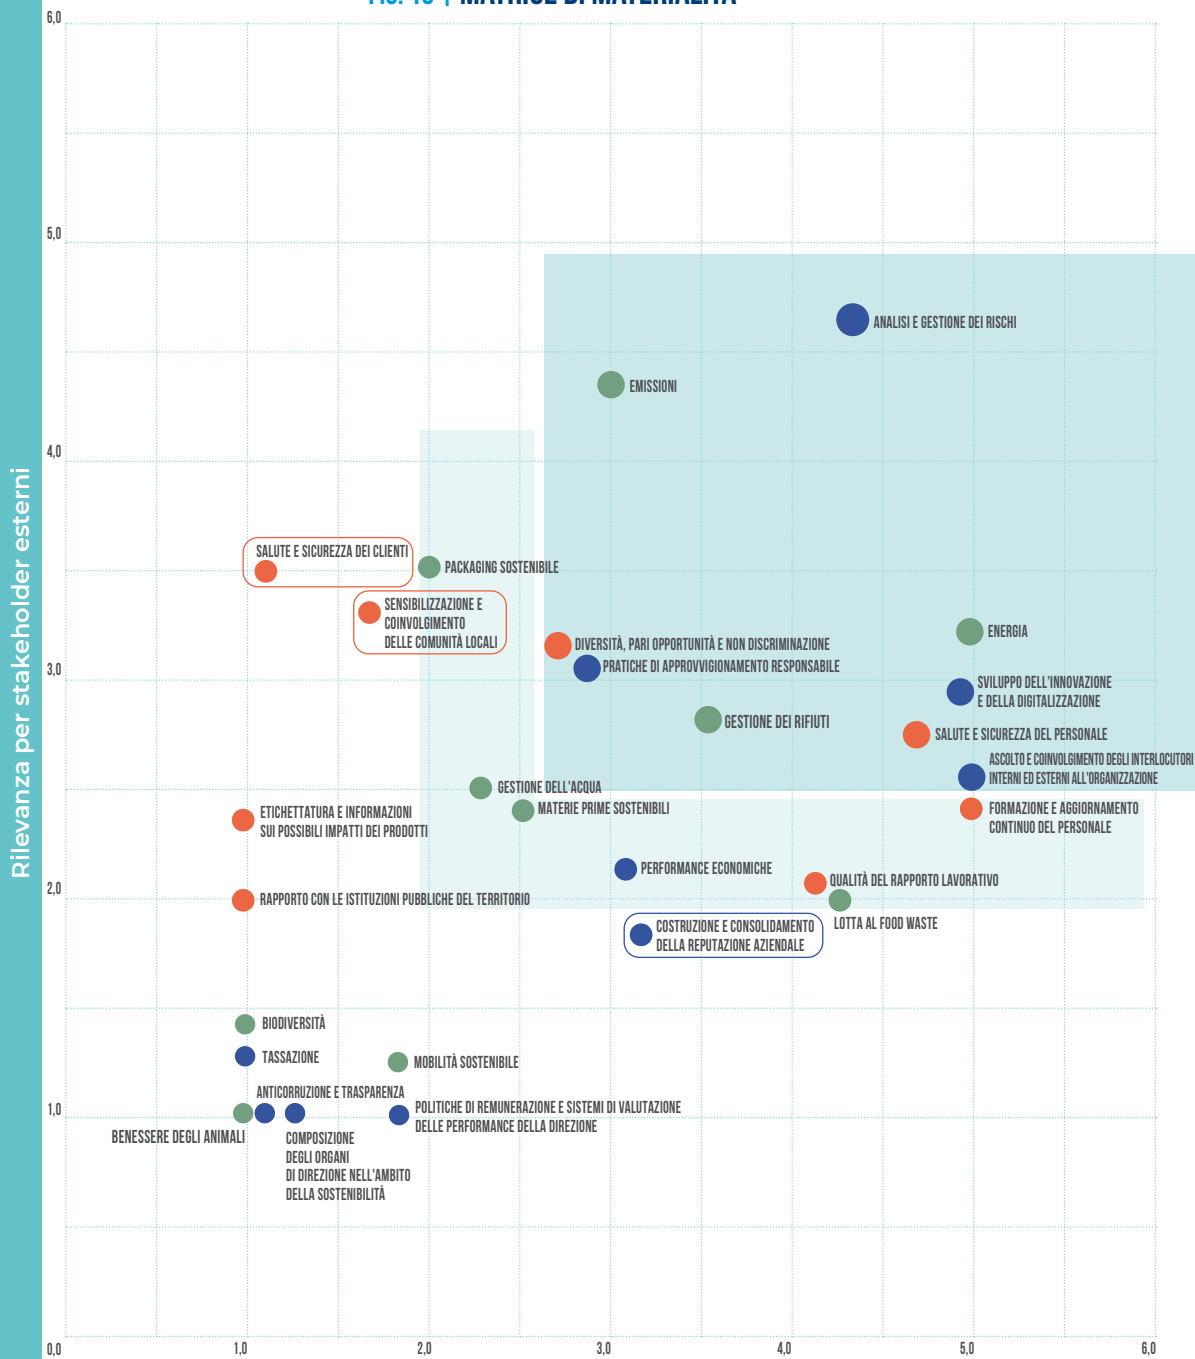 FIG. 13 | MATRICE DI MATERIALITÀ
6,0
5,0
4,0
3,0
2,0
1,0
0,0
Rilevanza per stakeholder esterni
ANALISI E GESTIONE DEI RISCHI
EMISSIONI
SALUTE E SICUREZZA DEI CLIENTI
PACKAGING SOSTENIBILE
SENSIBILIZZAZIONE E
COINVOLGIMENTO
DELLE COMUNITÀ LOCALI
ENERGIA
DIVERSITÀ, PARI OPPORTUNITÀ E NON DISCRIMINAZIONE
PRATICHE DI APPROVVIGIONAMENTO RESPONSABILE
SVILUPPO DELL'INNOVAZIONE
E DELLA DIGITALIZZAZIONE
GESTIONE DEI RIFIUTI
SALUTE E SICUREZZA DEL PERSONALE
ASCOLTO E COINVOLGIMENTO DEGLI INTERLOCUTORI
INTERNI ED ESTERNI ALL'ORGANIZZAZIONE
GESTIONE DELL'ACQUA
MATERIE PRIME SOSTENIBILI
FORMAZIONE E AGGIORNAMENTO
CONTINUO DEL PERSONALE
ETICHETTATURA E INFORMAZIONI
SUI POSSIBILI IMPATTI DEI PRODOTTI
PERFORMANCE ECONOMICHE
QUALITÀ DEL RAPPORTO LAVORATIVO
RAPPORTO CON LE ISTITUZIONI PUBBLICHE DEL TERRITORIO
LOTTA AL FOOD WASTE
COSTRUZIONE E CONSOLIDAMENTO
DELLA REPUTAZIONE AZIENDALE
BIODIVERSITÀ
TASSAZIONE
MOBILITÀ SOSTENIBILE
ANTICORRUZIONE E TRASPARENZA
POLITICHE DI REMUNERAZIONE E SISTEMI DI VALUTAZIONE
DELLE PERFORMANCE DELLA DIREZIONE
BENESSERE DEGLI ANIMALI
COMPOSIZIONE
DEGLI ORGANI
DI DIREZIONE NELL'AMBITO
DELLA SOSTENIBILITÀ
1,0
2,0
3,0
4,0
5,0
6,0